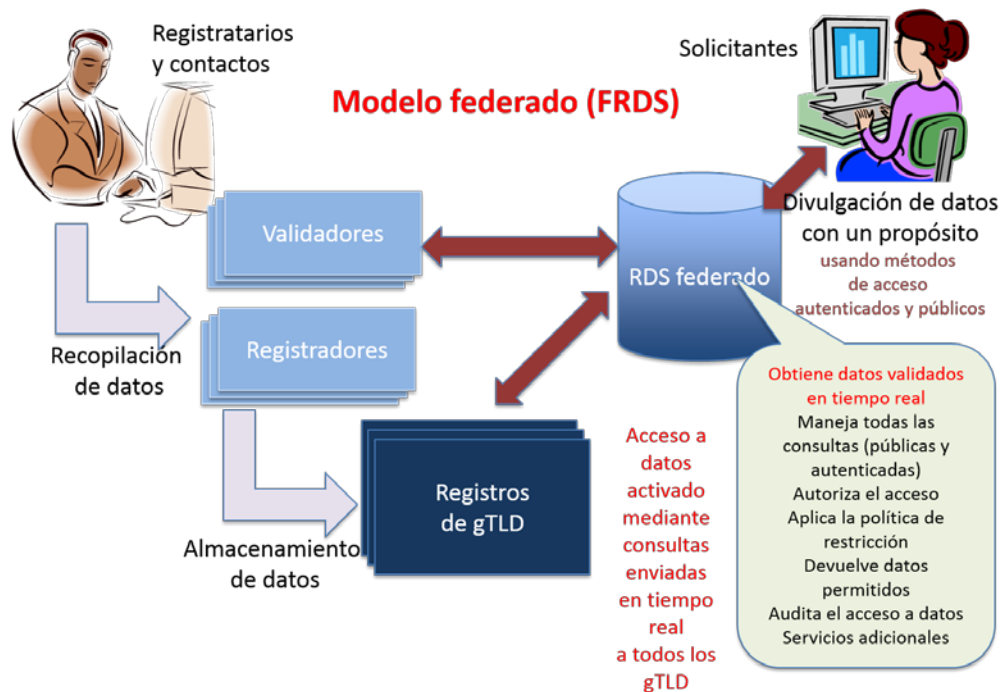 Registratarios
y contactos
Modelo federado (FRDS)
Solicitantes
Validadores
RDS federado
Divulgación de datos
con un propósito
usando métodos
de acceso
autenticados y públicos
Registradores
Recopilación
de datos
Registros
de gTLD
Almacenamiento
de datos
Acceso a
datos
activado
mediante
consultas
enviadas
en tiempo
real
a todos los
gTLD
Obtiene datos validados
en tiempo real
Maneja todas las
consultas (públicas y
autenticadas)
Autoriza el acceso
Aplica la política de
restricción
Devuelve datos
permitidos
Audita el acceso a datos
Servicios adicionales